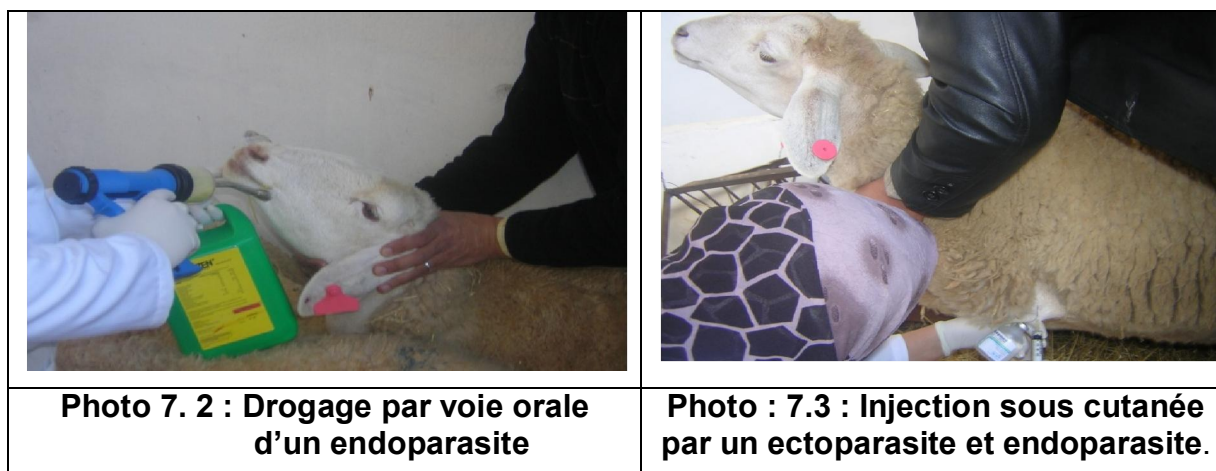 Photo 7. 2 : Drogage par voie orale
d’un endoparasite
Photo : 7.3 : Injection sous cutanée
par un ectoparasite et endoparasite.